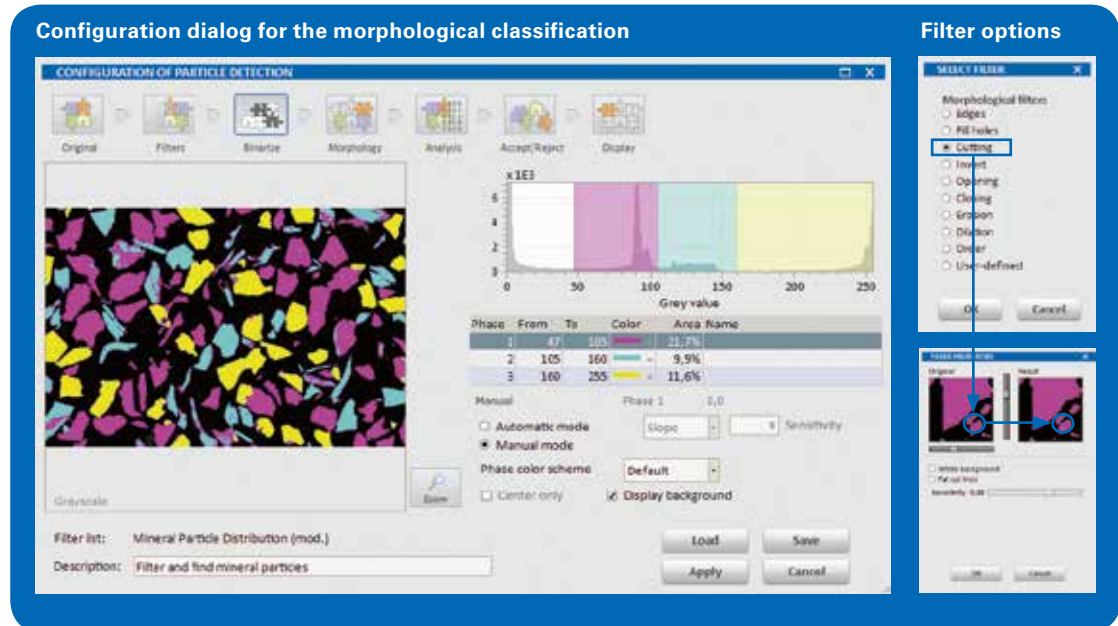 Configuration dialog for the morphological classification
Filter options
CONFIGURATION OF PARTICLE DETECTION
Original
Filters
Binarize
Morphology
Analysis
Accept/Reject
Display
x1E3
6
4
2
0
0 50 100 150 200 250
Grey value
Phase From To Color Area Name
1 47 105 21,7%
2 105 160 9,9%
3 160 255 11,6%
Manual
Phase 1 0,0
Automatic mode
Slope
Sensitivity
Manual mode
Phase color scheme Default
Center only
Display background
Grayscale
Zoom
Filter list: Mineral Particle Distribution (mod.)
Description: Filter and find mineral particles
Load
Save
Apply
Cancel
SELECT FILTER
Morphological filters
Edges
Fill holes
Cutting
Invert
Opening
Closing
Erosion
Dilation
Order
User-defined
OK
Cancel
Original
Result
White background
Sensitivity
OK
Cancel